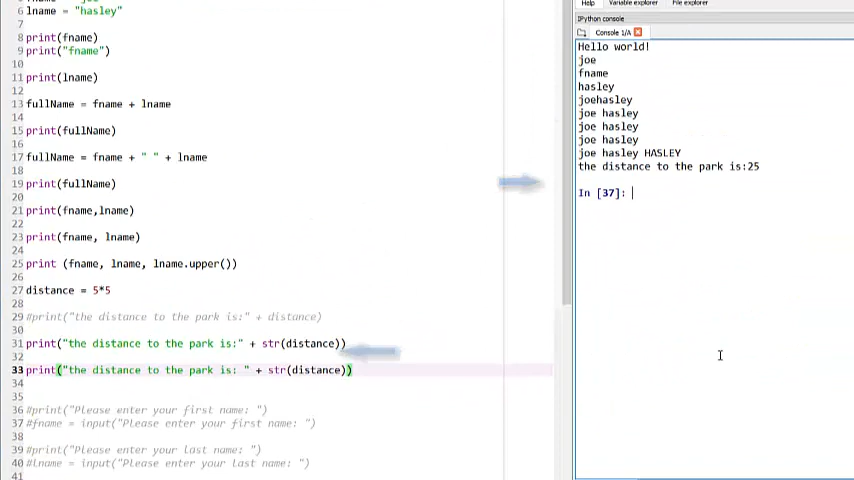 6 lname = "hasley"
7
8 print(fname)
9 print("fname")
10
11 print(lname)
12
13 fullName = fname + lname
14
15 print(fullName)
16
17 fullName = fname + " " + lname
18
19 print(fullName)
20
21 print(fname,lname)
22
23 print(fname, lname)
24
25 print (fname, lname, lname.upper())
26
27 distance = 5*5
28
29 #print("the distance to the park is:" + distance)
30
31 print("the distance to the park is:" + str(distance))
32
33 print("the distance to the park is: " + str(distance))
34
35
36 #print("Please enter your first name: ")
37 #fname = input("Please enter your first name: ")
38
39 #print("Please enter your last name: ")
40 #lname = input("Please enter your last name: ")
41
Help Variable explorer File explorer
IPython console
Console 1/A
Hello world!
joe
fname
hasley
joehasley
joe hasley
joe hasley
joe hasley
joe hasley HASLEY
the distance to the park is:25
In [37]: